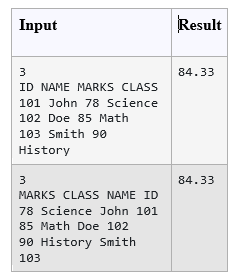 Input Result
3 84.33
ID NAME MARKS CLASS
101 John 78 Science
102 Doe 85 Math
103 Smith 90
History
3 84.33
MARKS CLASS NAME ID
78 Science John 101
85 Math Doe 102
90 History Smith
103